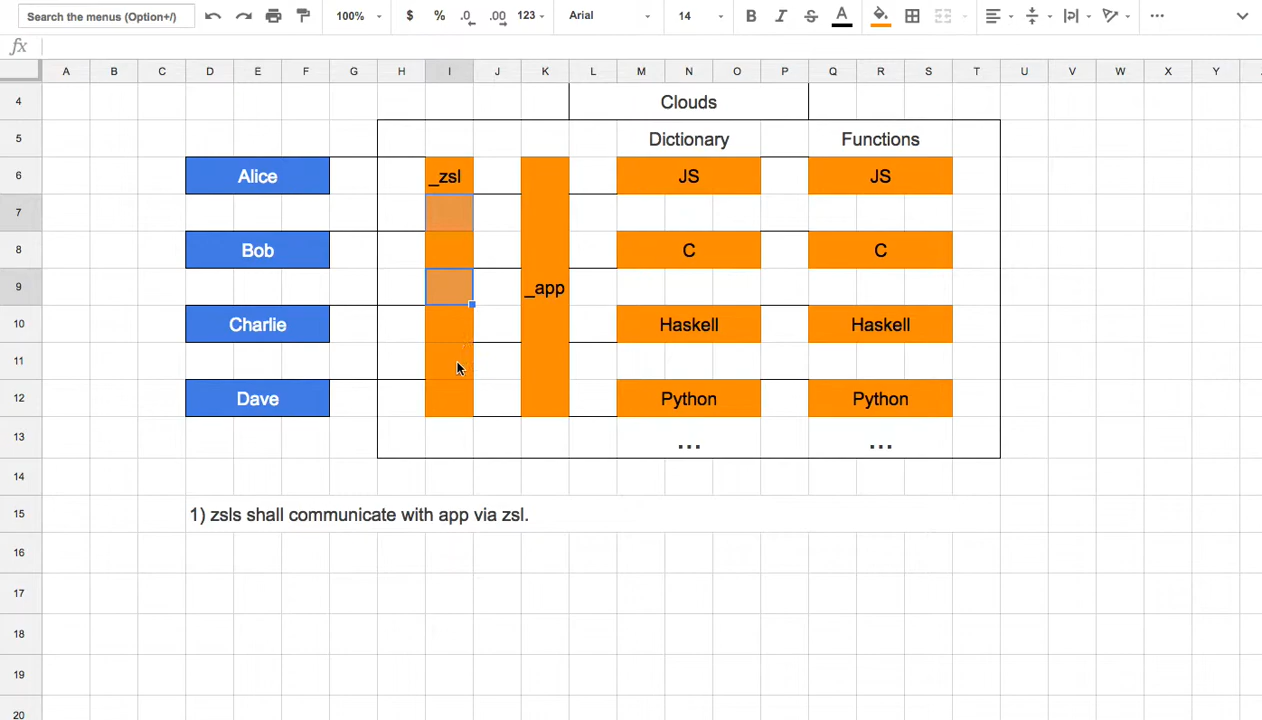 Search the menus (Option+/) 100% $ % .0 .00 123 Arial 14 B I S A
fx
A B C D E F G H I J K L M N O P Q R S T U V W X Y
4 Clouds
5 Dictionary Functions
6 Alice _zsl JS JS
7
8 Bob C C
9 _app
10 Charlie Haskell Haskell
11
12 Dave Python Python
13 ... ...
14
15 1) zsls shall communicate with app via zsl.
16
17
18
19
20